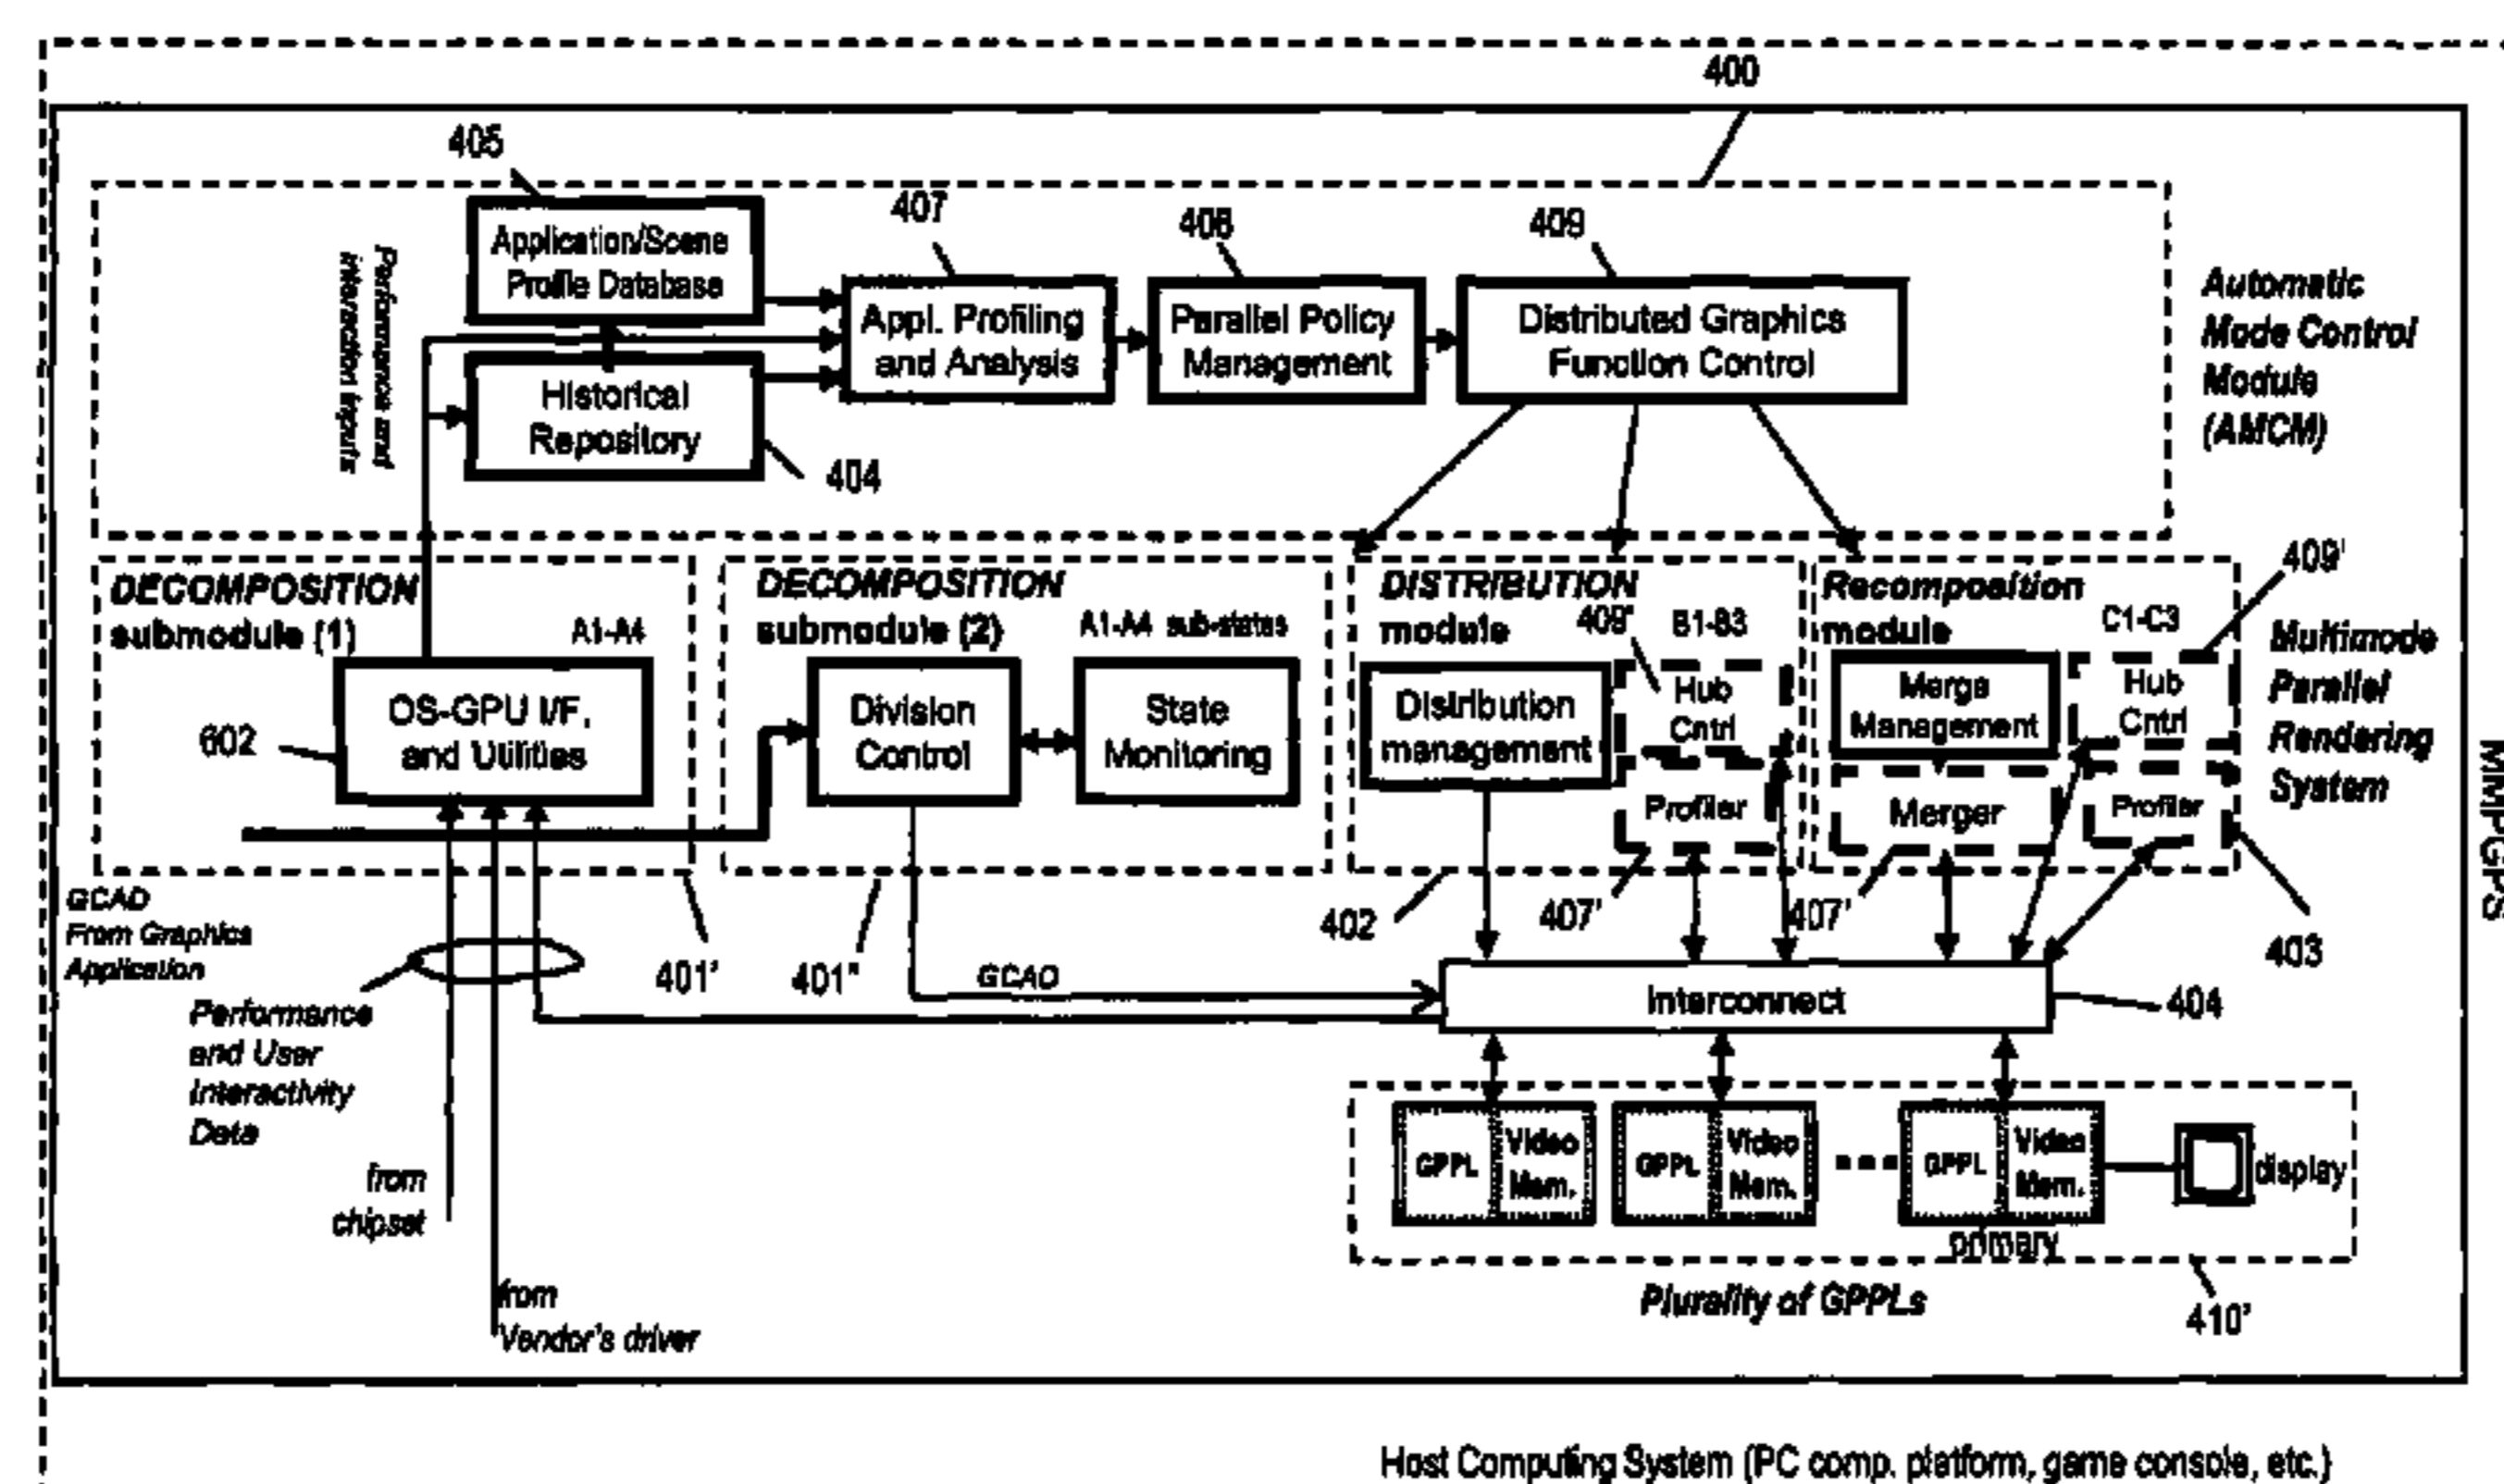 400
405
Application/Scene
Profile Database
407
408
409
Performance and
interaction inputs
Appl. Profiling
and Analysis
Parallel Policy
Management
Distributed Graphics
Function Control
Automatic
Mode Control
Module
(AMCM)
Historical
Repository
404
DECOMPOSITION
submodule (1)
A1-A4
OS-GPU I/F,
and Utilities
602
DECOMPOSITION
submodule (2)
A1-A4 sub-states
Division
Control
State
Monitoring
DISTRIBUTION
module
409'
B1-B3
Distribution
management
Hub
Cntrl
Profiler
Recomposition
module
C1-C3
409'
Merge
Management
Hub
Cntrl
Merger
Profiler
Multimode
Parallel
Rendering
System
MMPGPS
GCAD
From Graphics
Application
401'
401"
402
407'
407'
403
Performance
and User
Interactivity
Data
GCAD
Interconnect
404
from
chipset
from
Vendor's driver
GPPL
Video
Mem.
GPPL
Video
Mem.
GPPL
Video
Mem.
display
primary
Plurality of GPPLs
410'
Host Computing System (PC comp. platform, game console, etc.)